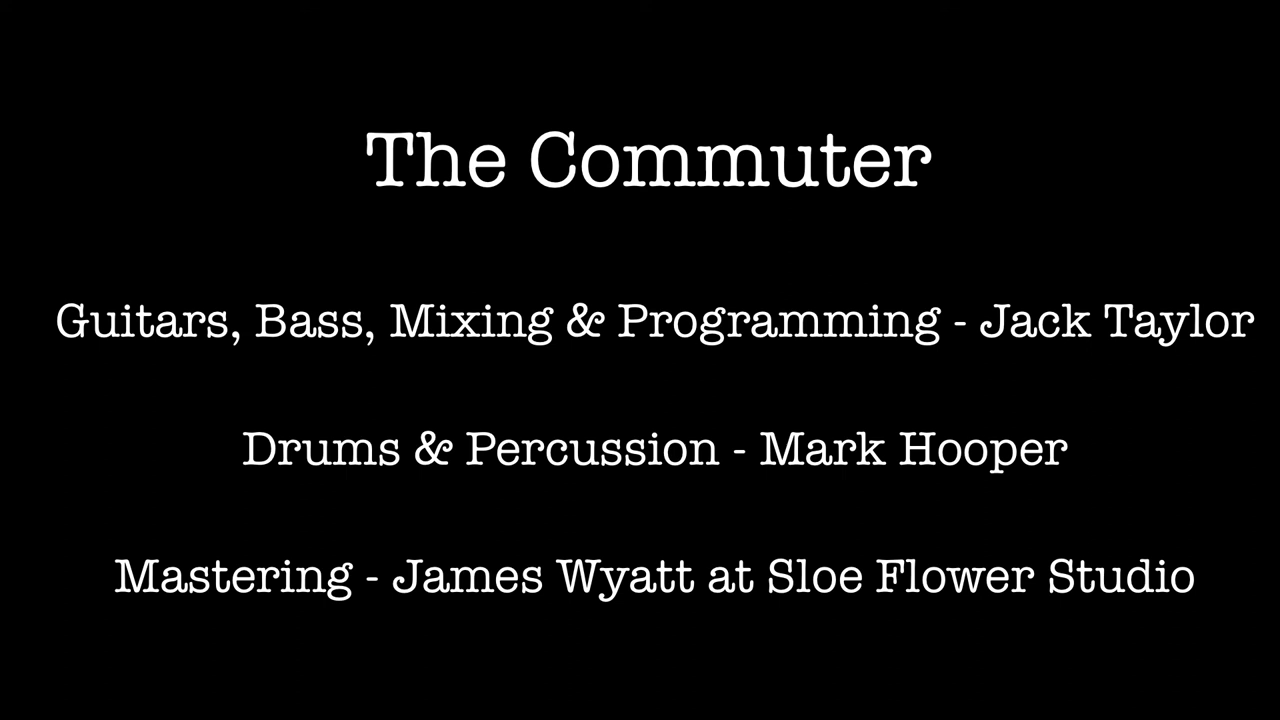 The Commuter
Guitars, Bass, Mixing & Programming - Jack Taylor
Drums & Percussion - Mark Hooper
Mastering - James Wyatt at Sloe Flower Studio